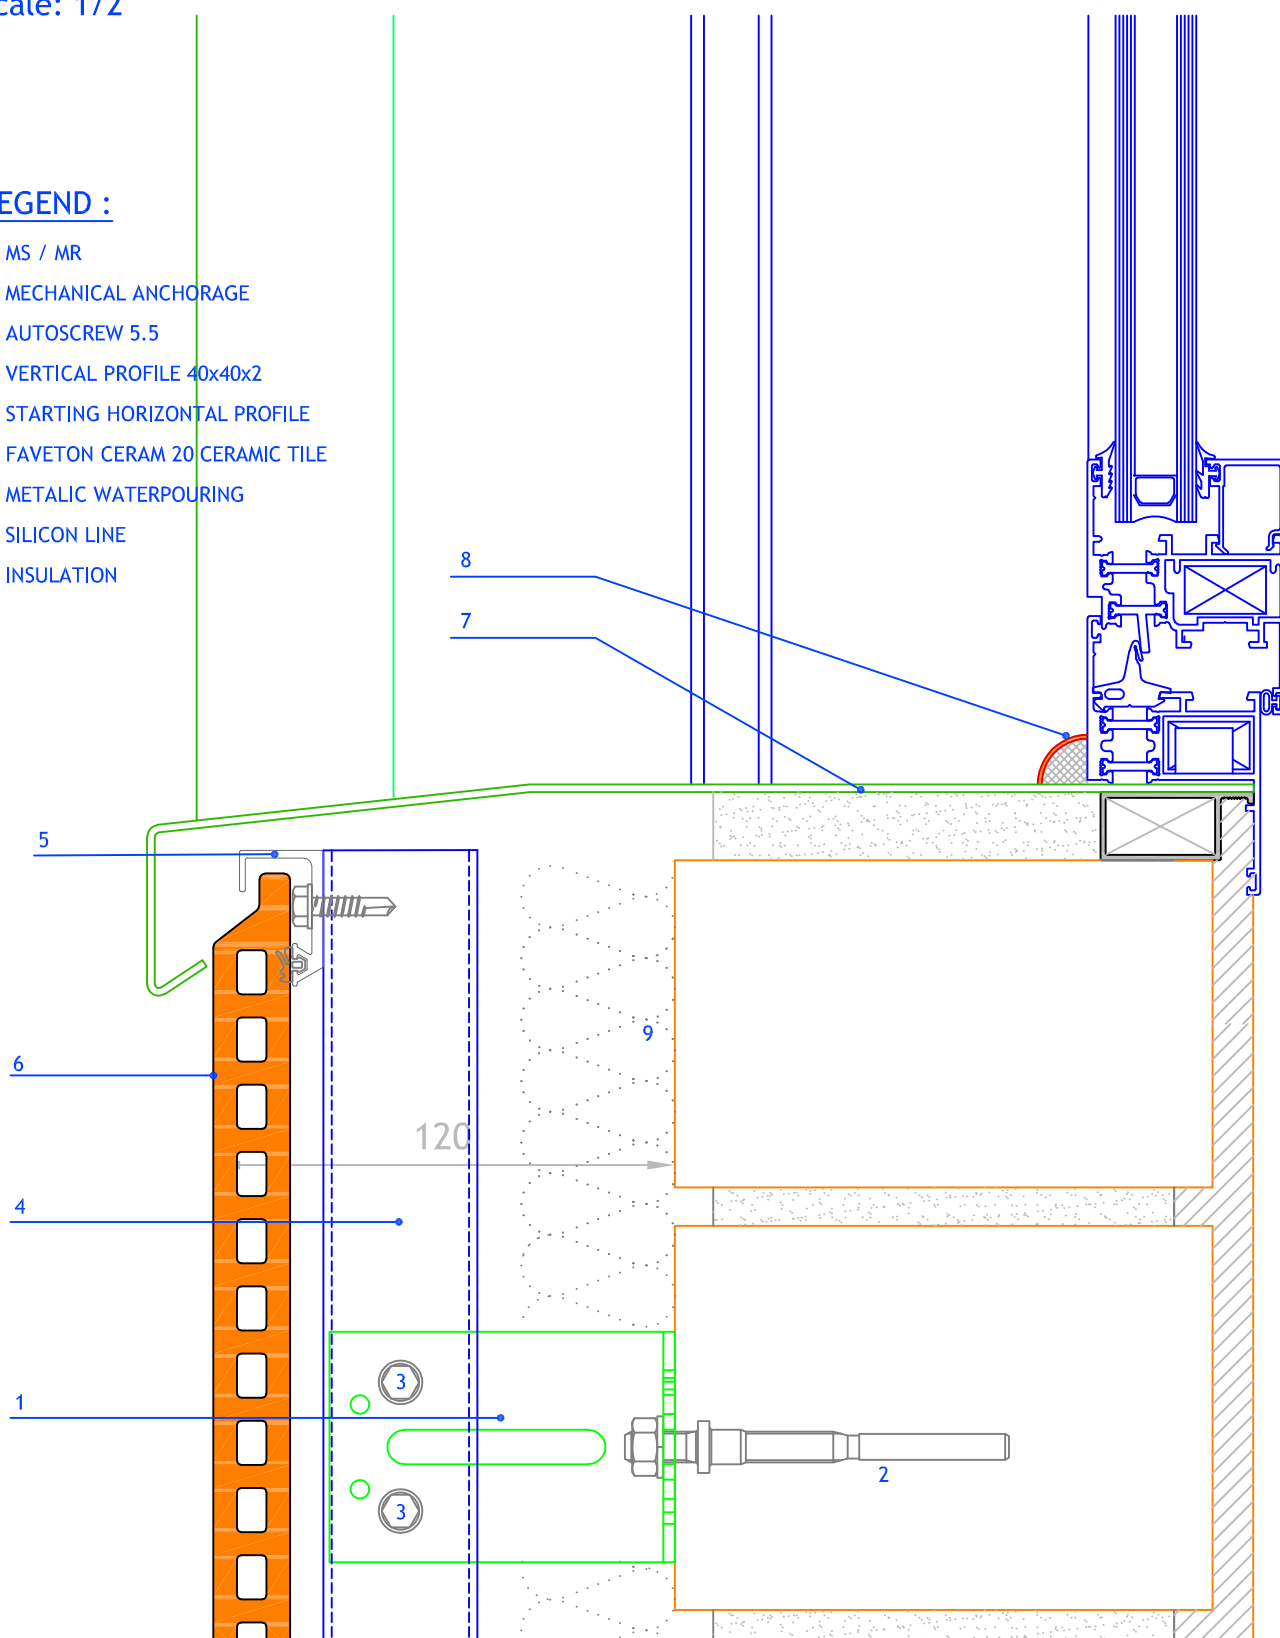 cale: 1/2
EGEND :
MS / MR
MECHANICAL ANCHORAGE
AUTOSCREW 5.5
VERTICAL PROFILE 40x40x2
STARTING HORIZONTAL PROFILE
FAVETON CERAM 20 CERAMIC TILE
METALIC WATERPOURING
SILICON LINE
INSULATION
8
7
5
9
6
120
4
3
1
2
3